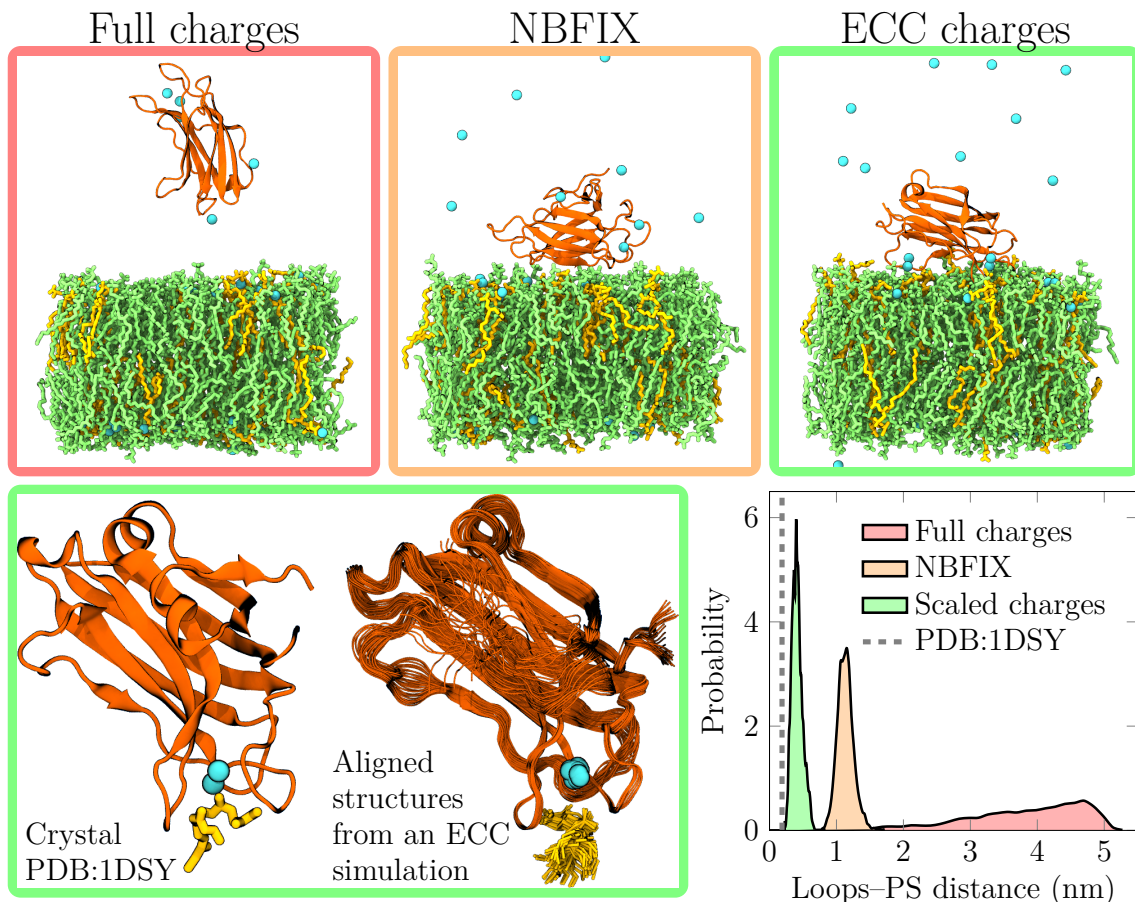 Full charges
NBFIX
ECC charges
Crystal
PDB:1DSY
Aligned
structures
from an ECC
simulation
Probability
6
4
2
0
Full charges
NBFIX
Scaled charges
PDB:1DSY
0 1 2 3 4 5
Loops–PS distance (nm)